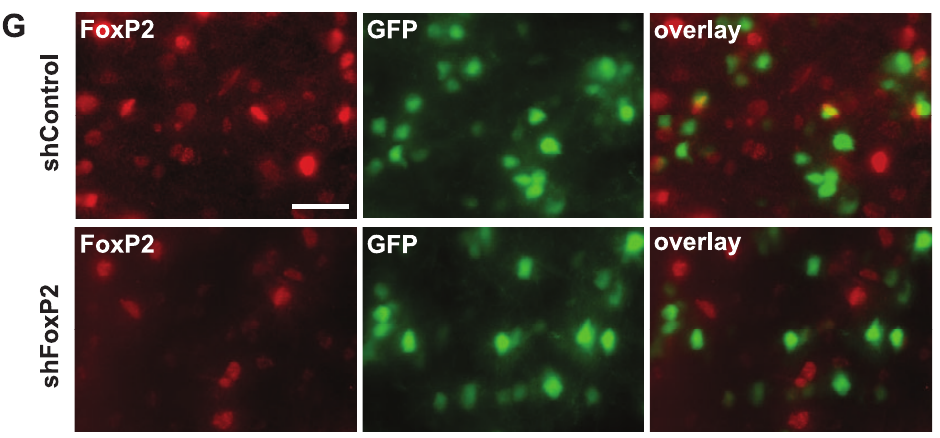 G
shControl
FoxP2
GFP
overlay
shFoxP2
FoxP2
GFP
overlay